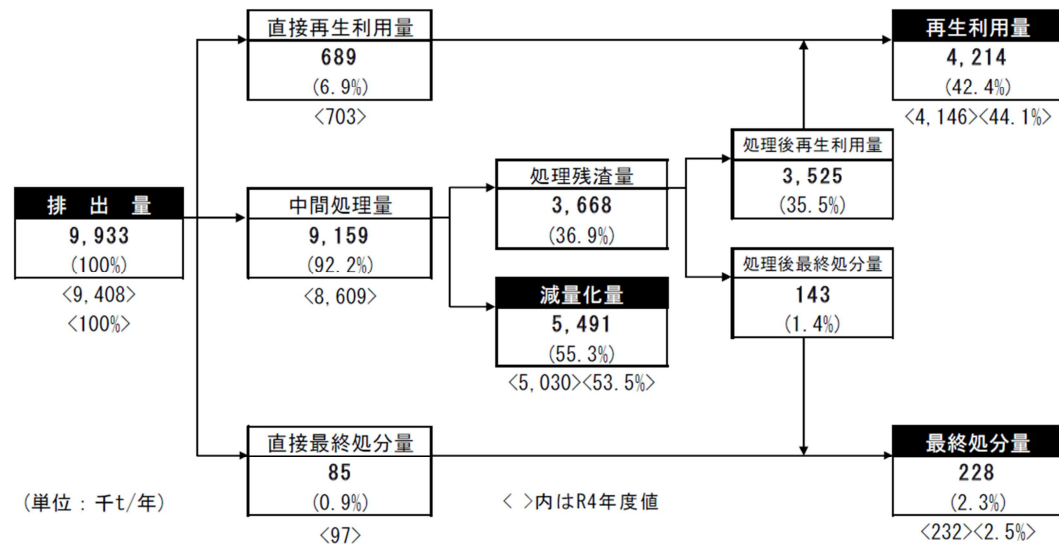 直接再生利用量
689
(6.9%)
<703>
再生利用量
4,214
(42.4%)
<4,146><44.1%>
処理後再生利用量
3,525
(35.5%)
処理残渣量
3,668
(36.9%)
排 出 量
9,933
(100%)
<9,408>
<100%>
中間処理量
9,159
(92.2%)
<8,609>
処理後最終処分量
143
(1.4%)
減量化量
5,491
(55.3%)
<5,030><53.5%>
直接最終処分量
85
(0.9%)
<97>
最終処分量
228
(2.3%)
<232><2.5%>
(単位：千t/年)
< >内はR4年度値